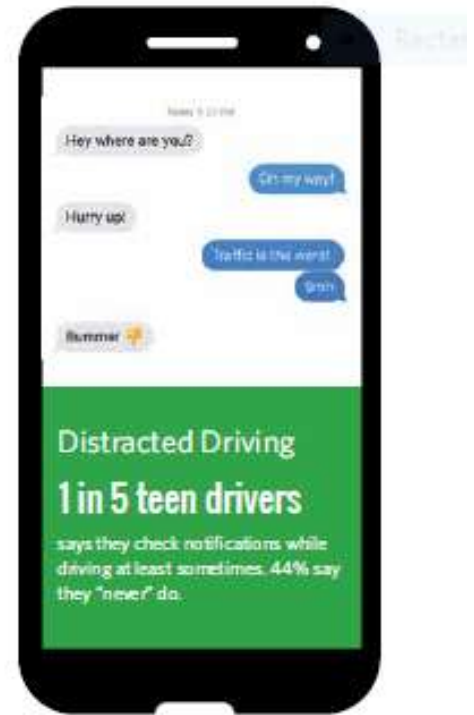 Hey where are you?
On my way!
Hurry up!
Traffic is the worst
Bummer 👎
Distracted Driving
1 in 5 teen drivers
says they check notifications while
driving at least sometimes. 44% say
they "never" do.